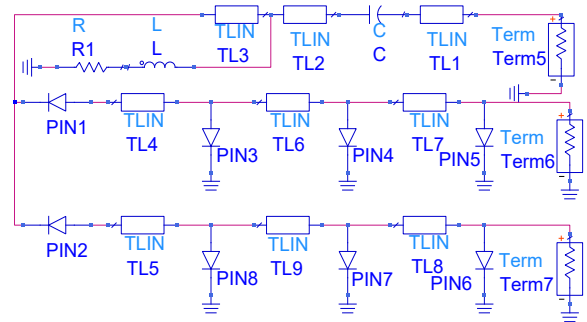 R L TLIN TLIN C TLIN Term
R1 L TL3 TL2 C TL1 Term5
TLIN TLIN TLIN Term
PIN1 TL4 PIN3 TL6 PIN4 TL7 PIN5 Term6
TLIN TLIN TLIN Term
PIN2 TL5 PIN8 TL9 PIN7 TL8 PIN6 Term7